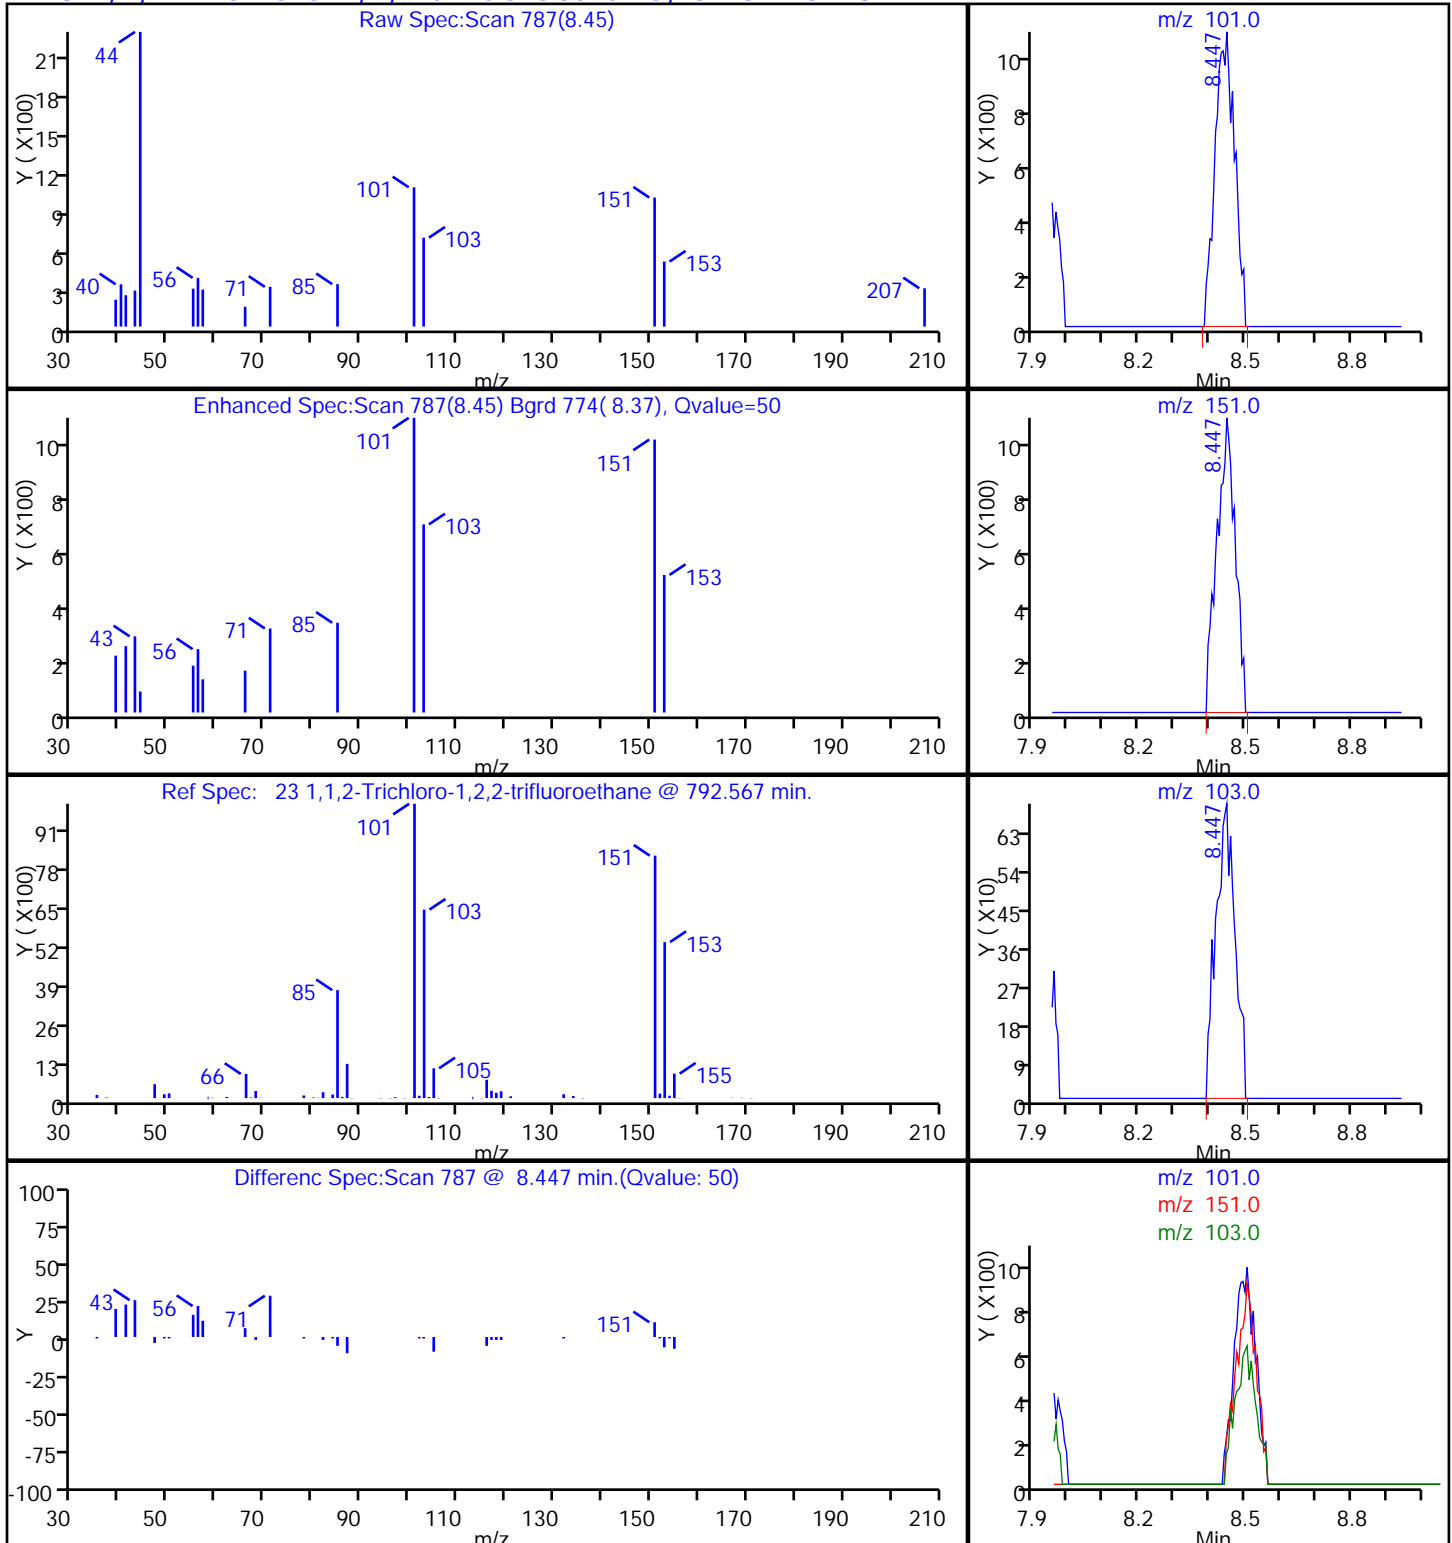 Raw Spec:Scan 787(8.45)
Y ( X100)
21
18
15
12
9
6
3
0
44
40
56
71
85
101
103
151
153
207
30 50 70 90 110 130 150 170 190 210
m/z
m/z 101.0
Y ( X100)
10
8
6
4
2
0
8.447
7.9 8.2 8.5 8.8
Min
Enhanced Spec:Scan 787(8.45) Bgrd 774( 8.37), Qvalue=50
Y ( X100)
10
8
6
4
2
0
43
56
71
85
101
103
151
153
30 50 70 90 110 130 150 170 190 210
m/z
m/z 151.0
Y ( X100)
10
8
6
4
2
0
8.447
7.9 8.2 8.5 8.8
Min
Ref Spec: 23 1,1,2-Trichloro-1,2,2-trifluoroethane @ 792.567 min.
Y ( X100)
91
78
65
52
39
26
13
0
66
85
101
103
105
151
153
155
30 50 70 90 110 130 150 170 190 210
m/z
m/z 103.0
Y ( X10)
63
54
45
36
27
18
9
0
8.447
7.9 8.2 8.5 8.8
Min
Differenc Spec:Scan 787 @ 8.447 min.(Qvalue: 50)
Y
100
75
50
25
0
-25
-50
-75
-100
43
56
71
151
30 50 70 90 110 130 150 170 190 210
m/z
m/z 101.0
m/z 151.0
m/z 103.0
Y ( X100)
10
8
6
4
2
0
7.9 8.2 8.5 8.8
Min